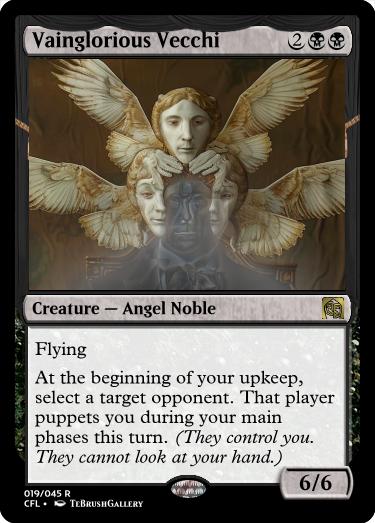 Vainglorious Vecchi 2
Creature — Angel Noble
Flying
At the beginning of your upkeep,
select a target opponent. That player
puppets you during your main
phases this turn. (They control you.
They cannot look at your hand.)
6/6
019/045 R
CFL • TEBRUSHGALLERY